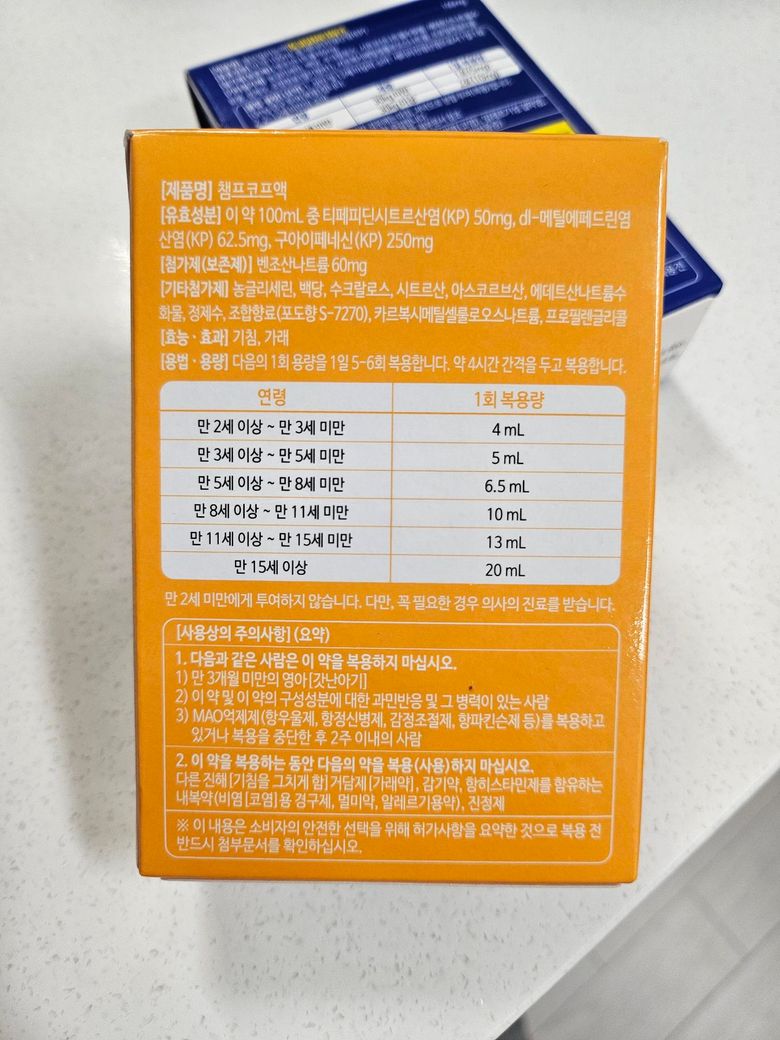 [제품명] 챔프코프액
[유효성분] 이 약 100mL 중 티페피딘시트르산염(KP) 50mg, dl-메틸에페드린염
산염(KP) 62.5mg, 구아이페네신(KP) 250mg
[첨가제(보존제)] 벤조산나트륨 60mg
[기타첨가제] 농글리세린, 백당, 수크랄로스, 시트르산, 아스코르브산, 에데트산나트륨수
화물, 정제수, 조합향료(포도향 S-7270), 카르복시메틸셀룰로오스나트륨, 프로필렌글리콜
[효능·효과] 기침, 가래
[용법·용량] 다음의 1회 용량을 1일 5-6회 복용합니다. 약 4시간 간격을 두고 복용합니다.
연령 1회 복용량
만 2세 이상 ~ 만 3세 미만 4 mL
만 3세 이상 ~ 만 5세 미만 5 mL
만 5세 이상 ~ 만 8세 미만 6.5 mL
만 8세 이상 ~ 만 11세 미만 10 mL
만 11세 이상 ~ 만 15세 미만 13 mL
만 15세 이상 20 mL
만 2세 미만에게 투여하지 않습니다. 다만, 꼭 필요한 경우 의사의 진료를 받습니다.
[사용상의 주의사항] (요약)
1. 다음과 같은 사람은 이 약을 복용하지 마십시오.
1) 만 3개월 미만의 영아 [갓난아기]
2) 이 약 및 이 약의 구성성분에 대한 과민반응 및 그 병력이 있는 사람
3) MAO억제제 (항우울제, 항정신병제, 감정조절제, 항파킨슨제 등)를 복용하고
있거나 복용을 중단한 후 2주 이내의 사람
2. 이 약을 복용하는 동안 다음의 약을 복용 (사용)하지 마십시오.
다른 진해 [기침을 그치게 함] 거담제 [가래약], 감기약, 항히스타민제를 함유하는
내복약 (비염 [코염]용 경구제, 멀미약, 알레르기용약), 진정제
※ 이 내용은 소비자의 안전한 선택을 위해 허가사항을 요약한 것으로 복용 전
반드시 첨부문서를 확인하십시오.